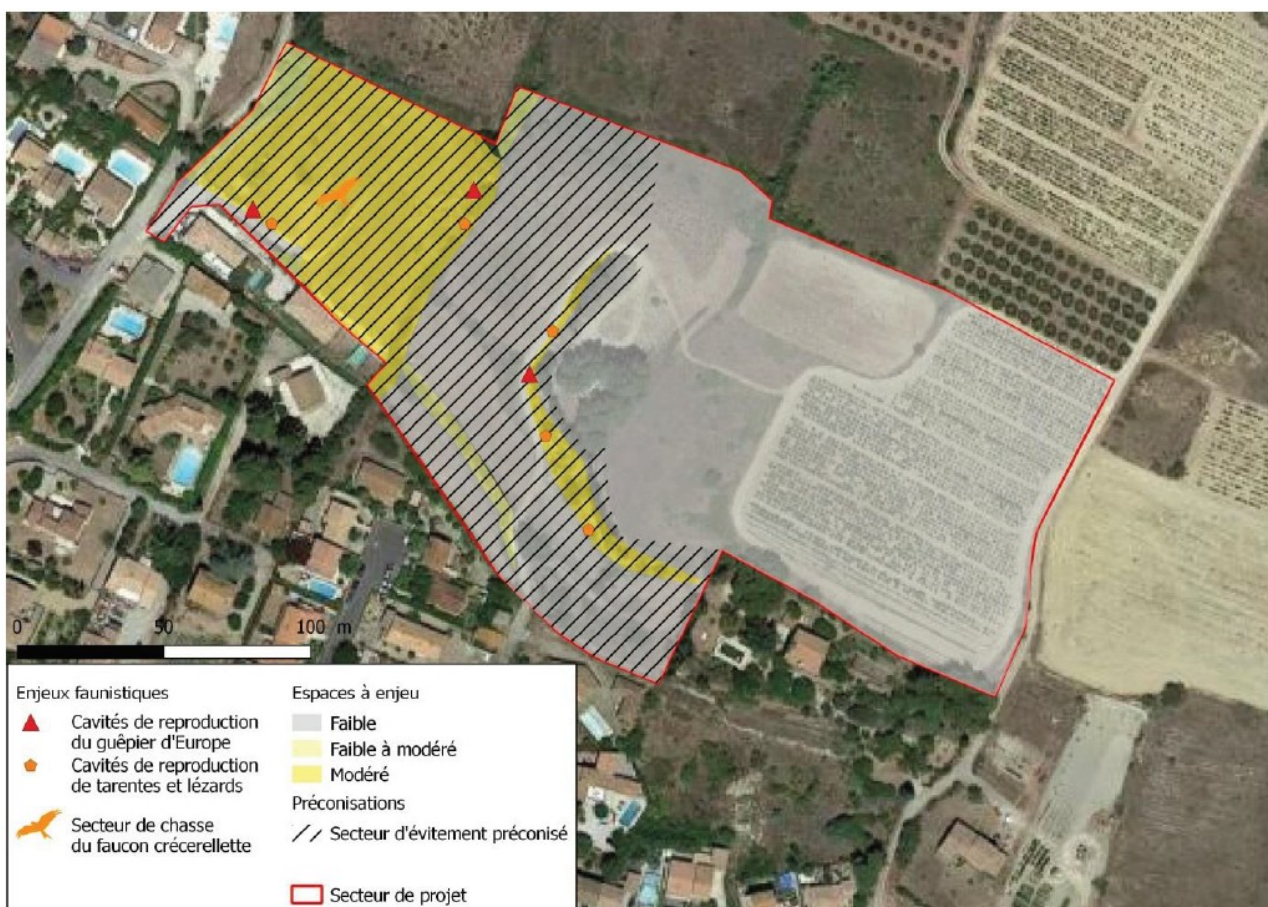 0 50 100 m
Enjeux faunistiques
Cavités de reproduction
du guêpier d'Europe
Cavités de reproduction
de tarentes et lézards
Secteur de chasse
du faucon crécerellette
Espaces à enjeu
Faible
Faible à modéré
Modéré
Préconisations
Secteur d'évitement préconisé
Secteur de projet